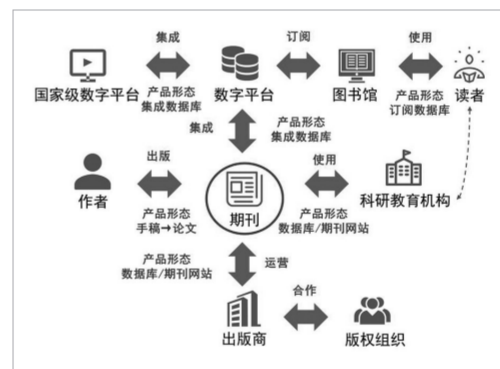 集成
订阅
使用
国家级数字平台
产品形态
集成数据库
数字平台
图书馆
产品形态
订阅数据库
读者
集成
产品形态
集成数据库
出版
使用
作者
产品形态
手稿→论文
期刊
产品形态
数据库/期刊网站
科研教育机构
产品形态
数据库/期刊网站
运营
合作
出版商
版权组织